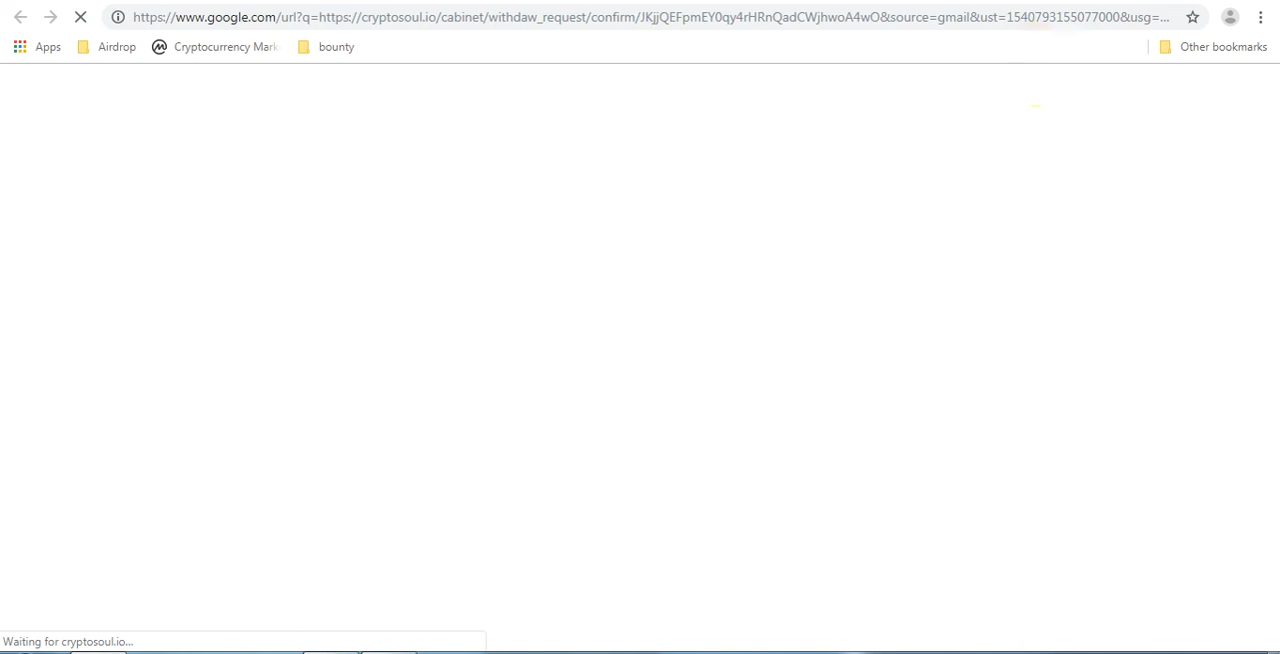 https://www.google.com/url?q=https://cryptosoul.io/cabinet/withdaw_request/confirm/JKjjQEFpmEY0qy4rHRnQadCWjhwoA4wO&source=gmail&ust=1540793155077000&usg=...
Apps Airdrop Cryptocurrency Mark bounty Other bookmarks
Waiting for cryptosoul.io...